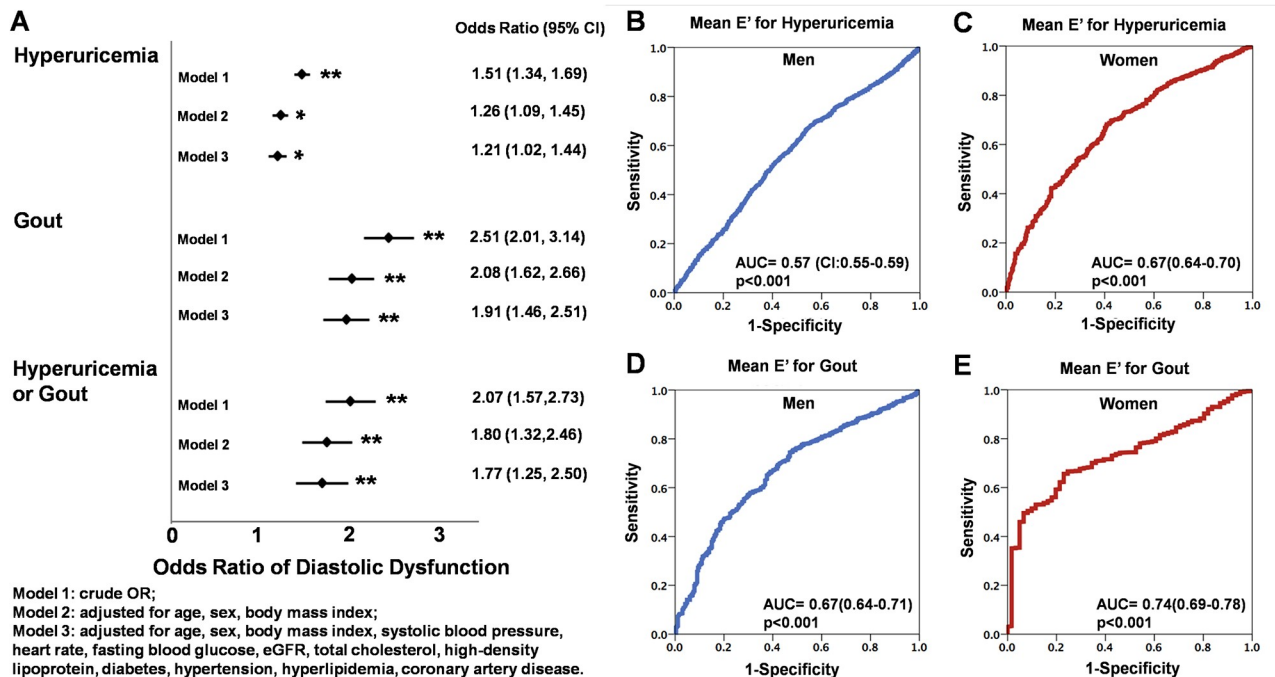 A
Odds Ratio (95% CI)
Hyperuricemia
Model 1 ** 1.51 (1.34, 1.69)
Model 2 * 1.26 (1.09, 1.45)
Model 3 * 1.21 (1.02, 1.44)
Gout
Model 1 ** 2.51 (2.01, 3.14)
Model 2 ** 2.08 (1.62, 2.66)
Model 3 ** 1.91 (1.46, 2.51)
Hyperuricemia
or Gout
Model 1 ** 2.07 (1.57,2.73)
Model 2 ** 1.80 (1.32,2.46)
Model 3 ** 1.77 (1.25, 2.50)
0 1 2 3
Odds Ratio of Diastolic Dysfunction
Model 1: crude OR;
Model 2: adjusted for age, sex, body mass index;
Model 3: adjusted for age, sex, body mass index, systolic blood pressure,
heart rate, fasting blood glucose, eGFR, total cholesterol, high-density
lipoprotein, diabetes, hypertension, hyperlipidemia, coronary artery disease.
B
Mean E' for Hyperuricemia
Men
1.0
0.8
0.6
0.4
0.2
0.0
Sensitivity
AUC= 0.57 (CI:0.55-0.59)
p<0.001
0.0 0.2 0.4 0.6 0.8 1.0
1-Specificity
C
Mean E' for Hyperuricemia
Women
1.0
0.8
0.6
0.4
0.2
0.0
Sensitivity
AUC= 0.67(0.64-0.70)
p<0.001
0.0 0.2 0.4 0.6 0.8 1.0
1-Specificity
D
Mean E' for Gout
Men
1.0
0.8
0.6
0.4
0.2
0.0
Sensitivity
AUC= 0.67(0.64-0.71)
p<0.001
0.0 0.2 0.4 0.6 0.8 1.0
1-Specificity
E
Mean E' for Gout
Women
1.0
0.8
0.6
0.4
0.2
0.0
Sensitivity
AUC= 0.74(0.69-0.78)
p<0.001
0.0 0.2 0.4 0.6 0.8 1.0
1-Specificity